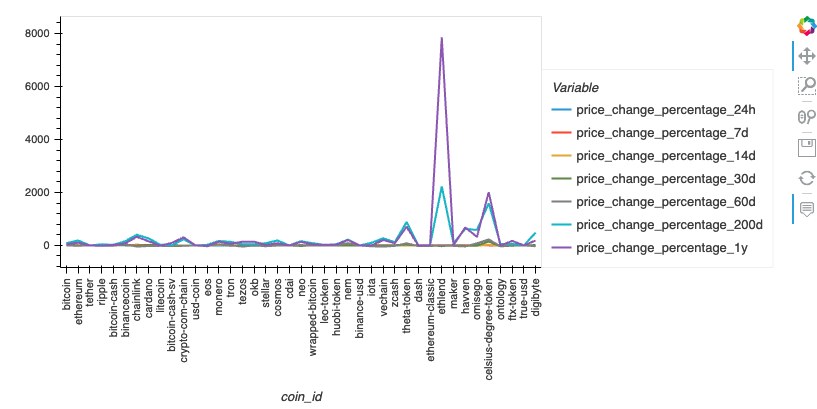 8000
6000
4000
2000
0
Variable
price_change_percentage_24h
price_change_percentage_7d
price_change_percentage_14d
price_change_percentage_30d
price_change_percentage_60d
price_change_percentage_200d
price_change_percentage_1y
bitcoin
ethereum
tether
ripple
bitcoin-cash
binancecoin
chainlink
cardano
litecoin
bitcoin-cash-sv
crypto-com-chain
usd-coin
eos
monero
tron
tezos
okb
stellar
cosmos
cdai
neo
wrapped-bitcoin
leo-token
huobi-token
nem
binance-usd
iota
vechain
zcash
theta-token
dash
ethereum-classic
ethlend
maker
havven
omisego
celsius-degree-token
ontology
ftx-token
true-usd
digibyte
coin_id